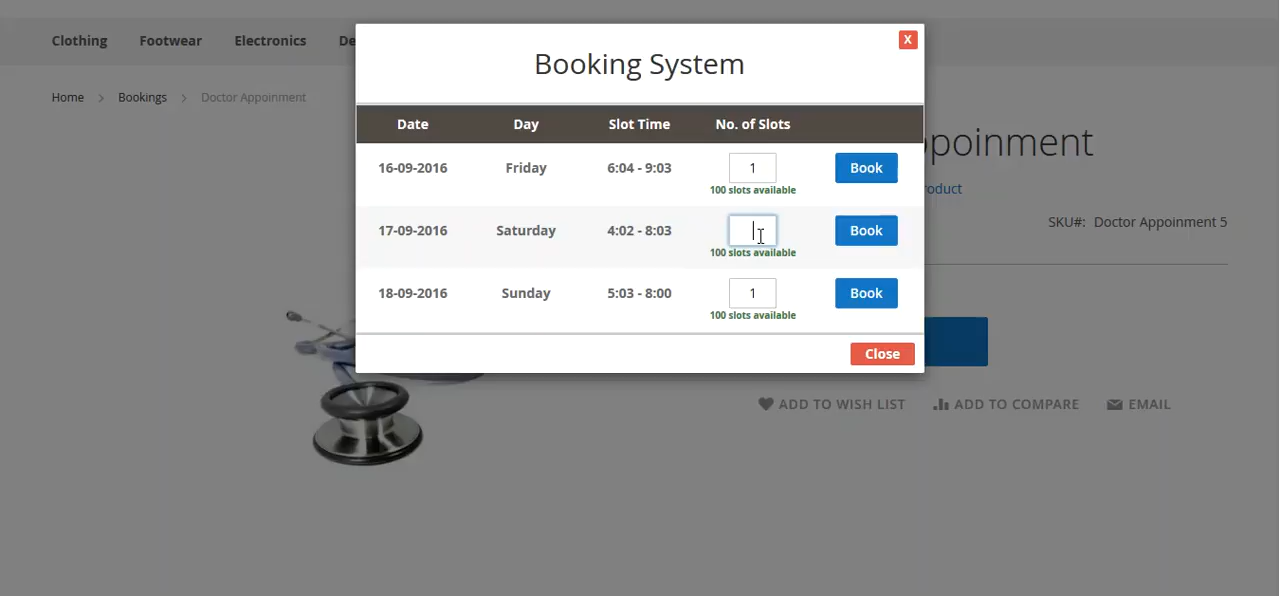 Clothing Footwear Electronics De
X
Booking System
Home > Bookings > Doctor Appoinment
Date Day Slot Time No. of Slots
ppoinment
16-09-2016 Friday 6:04 - 9:03 1 Book
100 slots available
roduct
SKU#: Doctor Appoinment 5
17-09-2016 Saturday 4:02 - 8:03 Book
100 slots available
18-09-2016 Sunday 5:03 - 8:00 1 Book
100 slots available
Close
ADD TO WISH LIST ADD TO COMPARE EMAIL